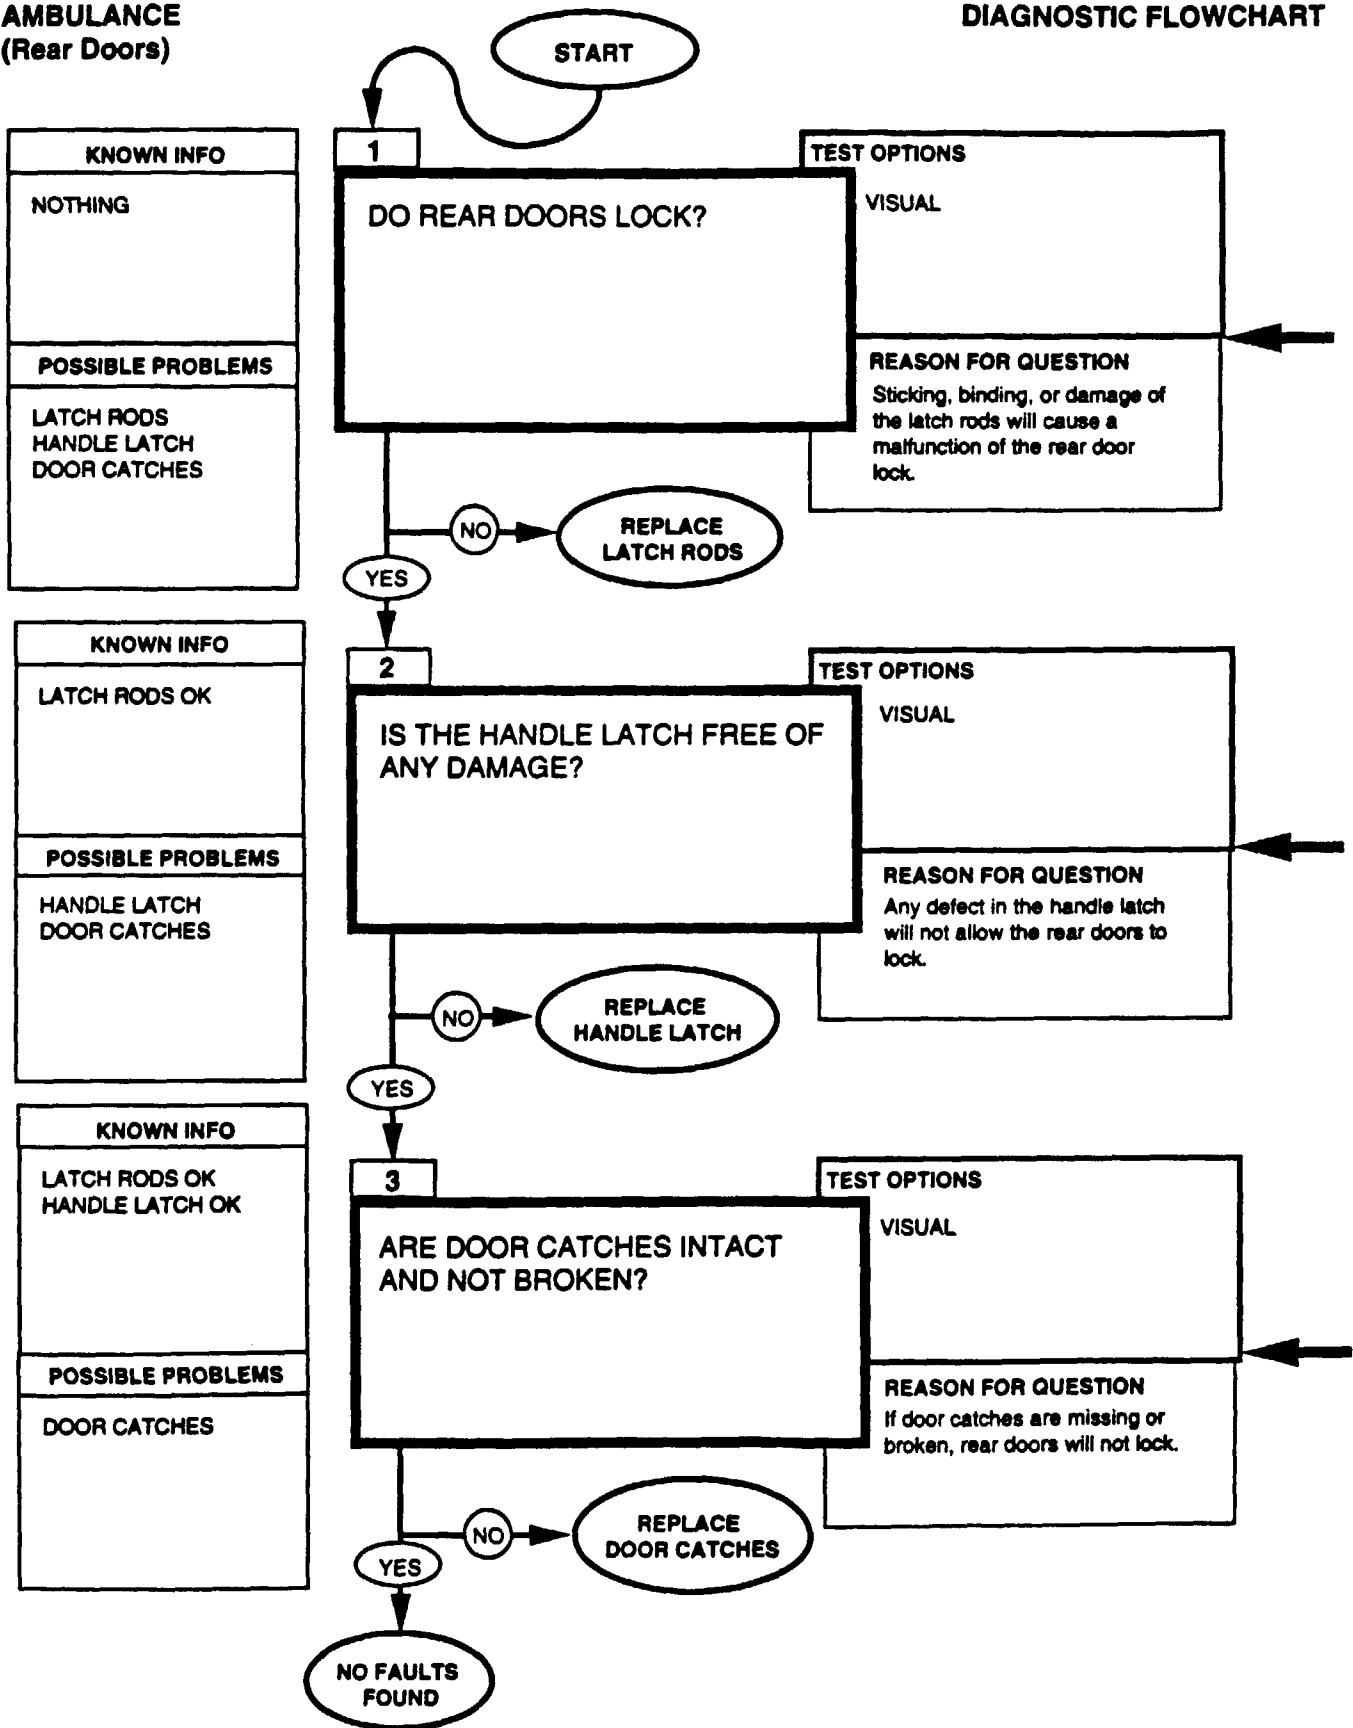 AMBULANCE
(Rear Doors)
DIAGNOSTIC FLOWCHART
START
KNOWN INFO
NOTHING
POSSIBLE PROBLEMS
LATCH RODS
HANDLE LATCH
DOOR CATCHES
1
DO REAR DOORS LOCK?
TEST OPTIONS
VISUAL
REASON FOR QUESTION
Sticking, binding, or damage of
the latch rods will cause a
malfunction of the rear door
lock.
NO
REPLACE
LATCH RODS
YES
KNOWN INFO
LATCH RODS OK
POSSIBLE PROBLEMS
HANDLE LATCH
DOOR CATCHES
2
IS THE HANDLE LATCH FREE OF
ANY DAMAGE?
TEST OPTIONS
VISUAL
REASON FOR QUESTION
Any defect in the handle latch
will not allow the rear doors to
lock.
NO
REPLACE
HANDLE LATCH
YES
KNOWN INFO
LATCH RODS OK
HANDLE LATCH OK
POSSIBLE PROBLEMS
DOOR CATCHES
3
ARE DOOR CATCHES INTACT
AND NOT BROKEN?
TEST OPTIONS
VISUAL
REASON FOR QUESTION
If door catches are missing or
broken, rear doors will not lock.
NO
REPLACE
DOOR CATCHES
YES
NO FAULTS
FOUND